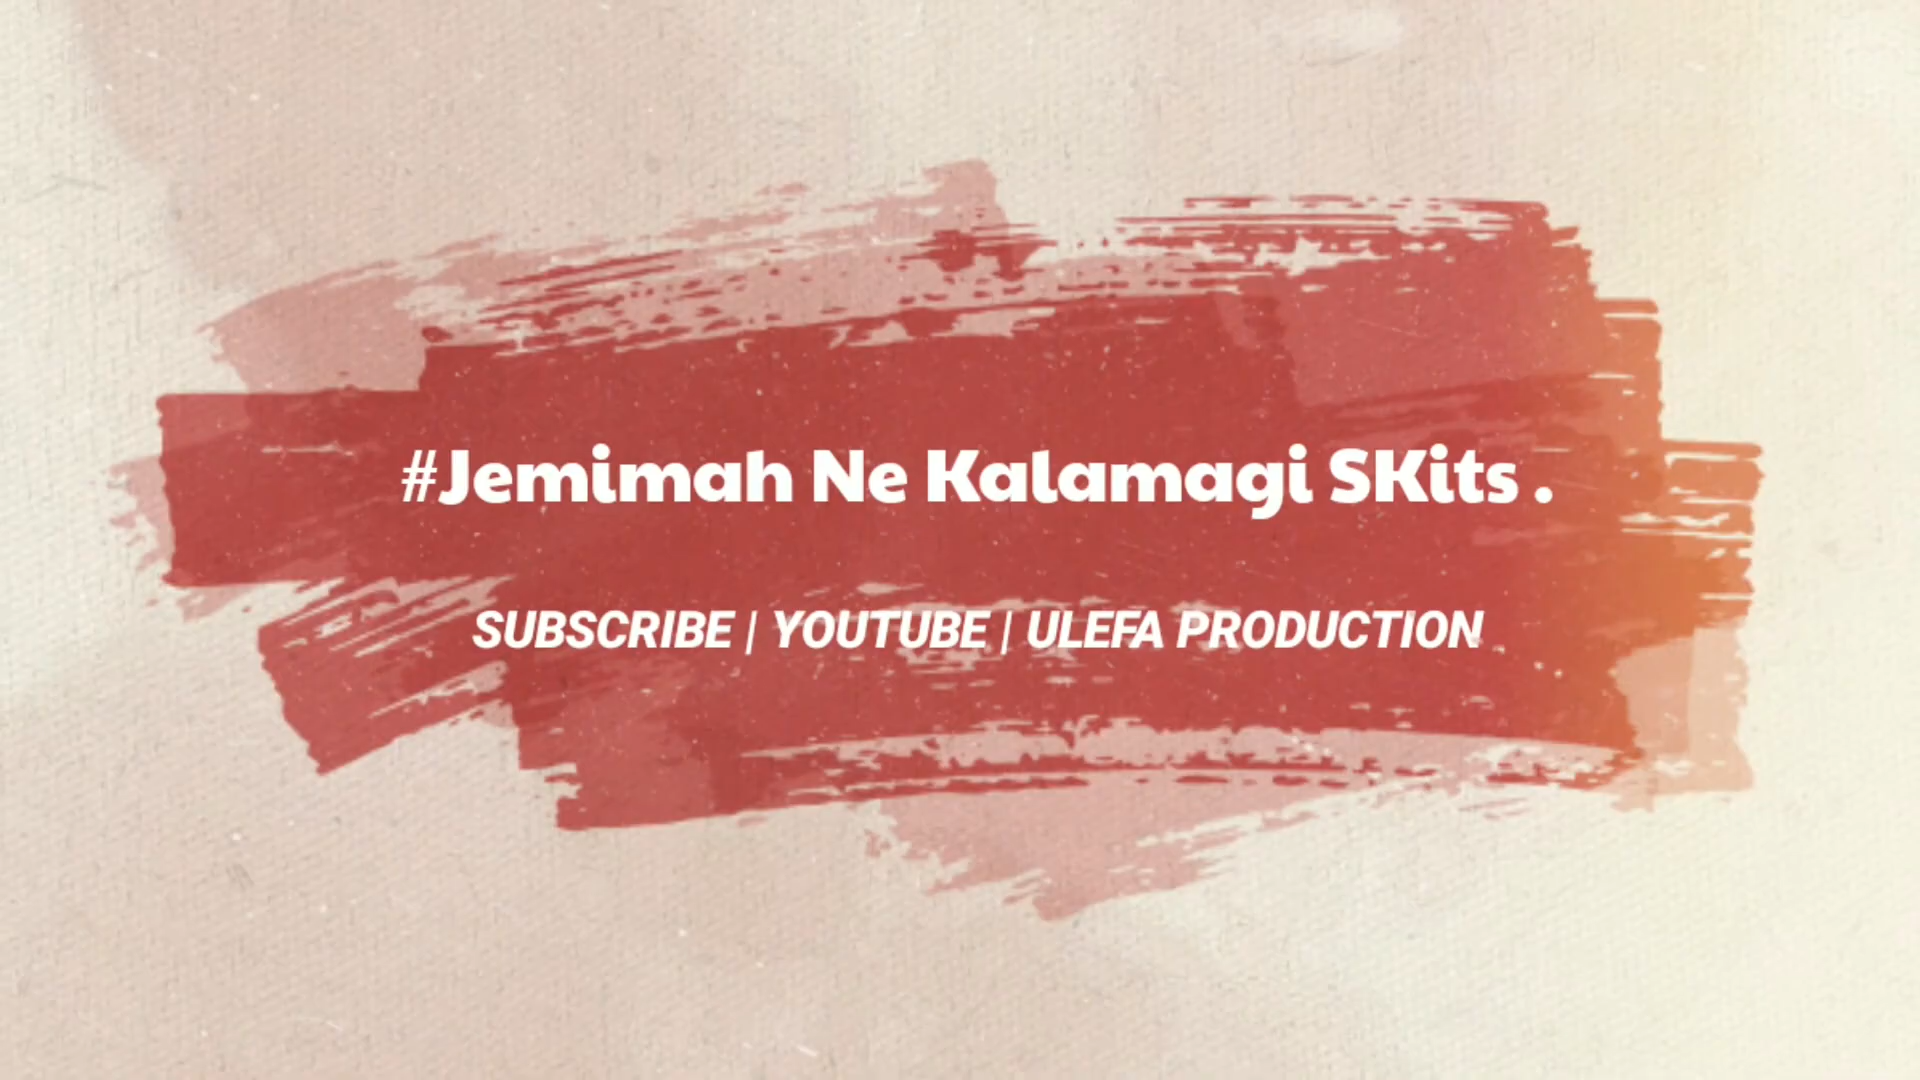 #Jemimah Ne Kalamagi SKits .
SUBSCRIBE | YOUTUBE | ULEFA PRODUCTION